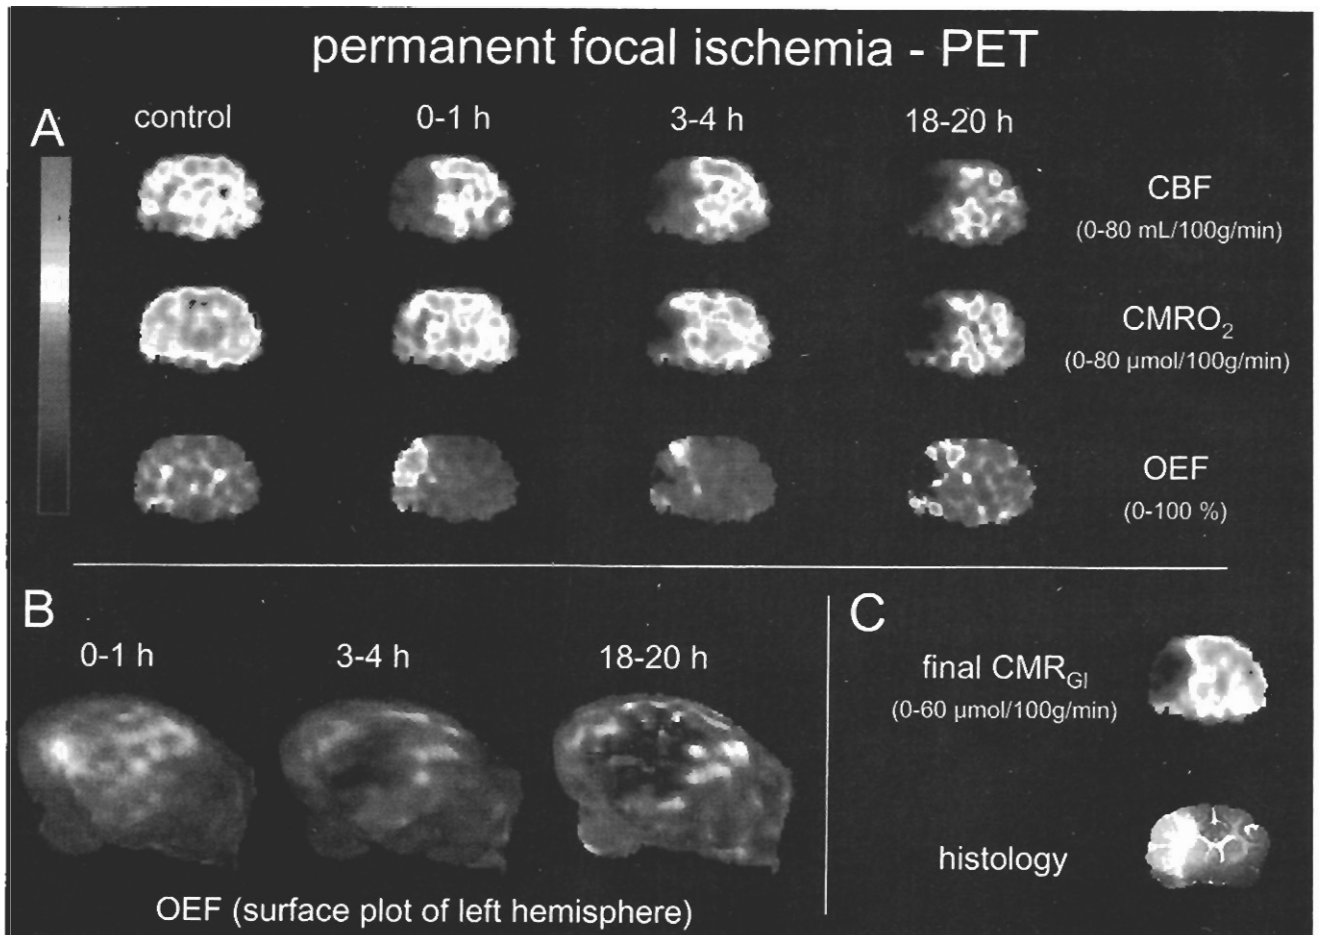 permanent focal ischemia - PET
A
control 0-1 h 3-4 h 18-20 h
CBF
(0-80 mL/100g/min)
CMRO₂
(0-80 µmol/100g/min)
OEF
(0-100 %)
B
0-1 h 3-4 h 18-20 h
OEF (surface plot of left hemisphere)
C
final CMR_Gl
(0-60 µmol/100g/min)
histology